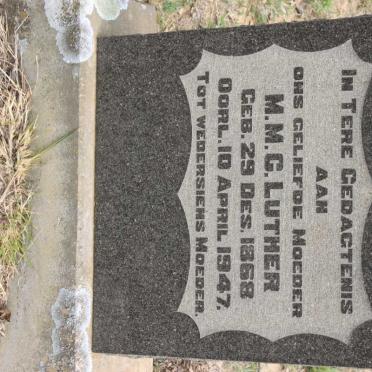 In Tere Gedagtenis
aan
ons geliefde Moeder
M.M.C. Luther
Geb. 29 Des. 1868
Oorl. 10 April 1947.
Tot wedersiens Moeder.